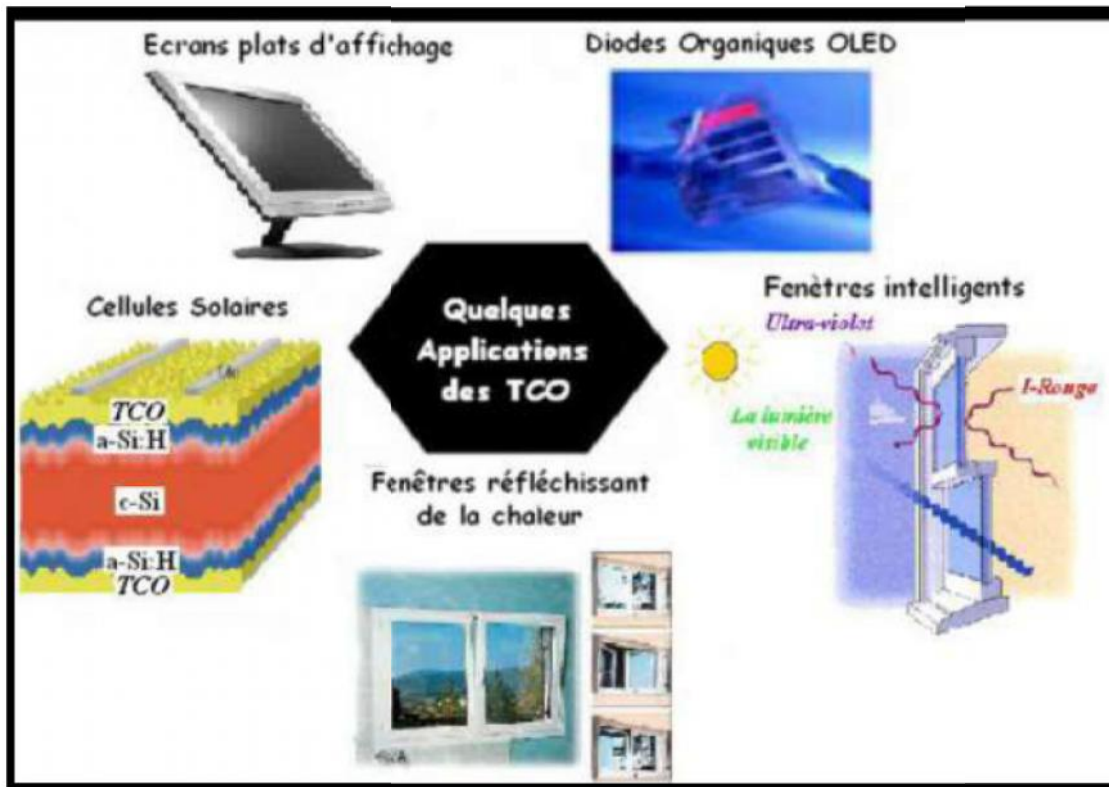 Ecrans plats d'affichage
Diodes Organiques OLED
Cellules Solaires
TCO
a-Si:H
c-Si
a-Si:H
TCO
Quelques
Applications
des TCO
Fenètres intelligents
Ultra-violet
I-Rouge
La lumière
visible
Fenêtres réfléchissant
de la chaleur